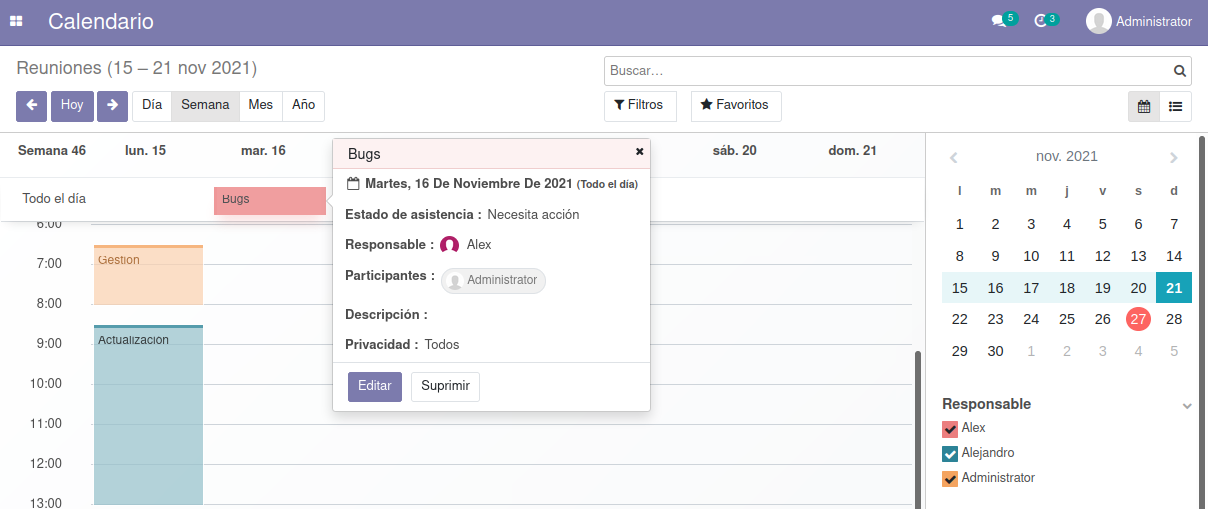 Calendario
5
3
Administrator
Reuniones (15 – 21 nov 2021)
Buscar...
Hoy
Día
Semana
Mes
Año
Filtros
Favoritos
Semana 46
lun. 15
mar. 16
sáb. 20
dom. 21
Todo el día
Bugs
6:00
7:00
8:00
9:00
10:00
11:00
12:00
13:00
Gestion
Actualizacion
Bugs
Martes, 16 De Noviembre De 2021 (Todo el día)
Estado de asistencia : Necesita acción
Responsable : Alex
Participantes : Administrator
Descripción :
Privacidad : Todos
Editar
Suprimir
nov. 2021
l m m j v s d
1 2 3 4 5 6 7
8 9 10 11 12 13 14
15 16 17 18 19 20 21
22 23 24 25 26 27 28
29 30 1 2 3 4 5
Responsable
Alex
Alejandro
Administrator